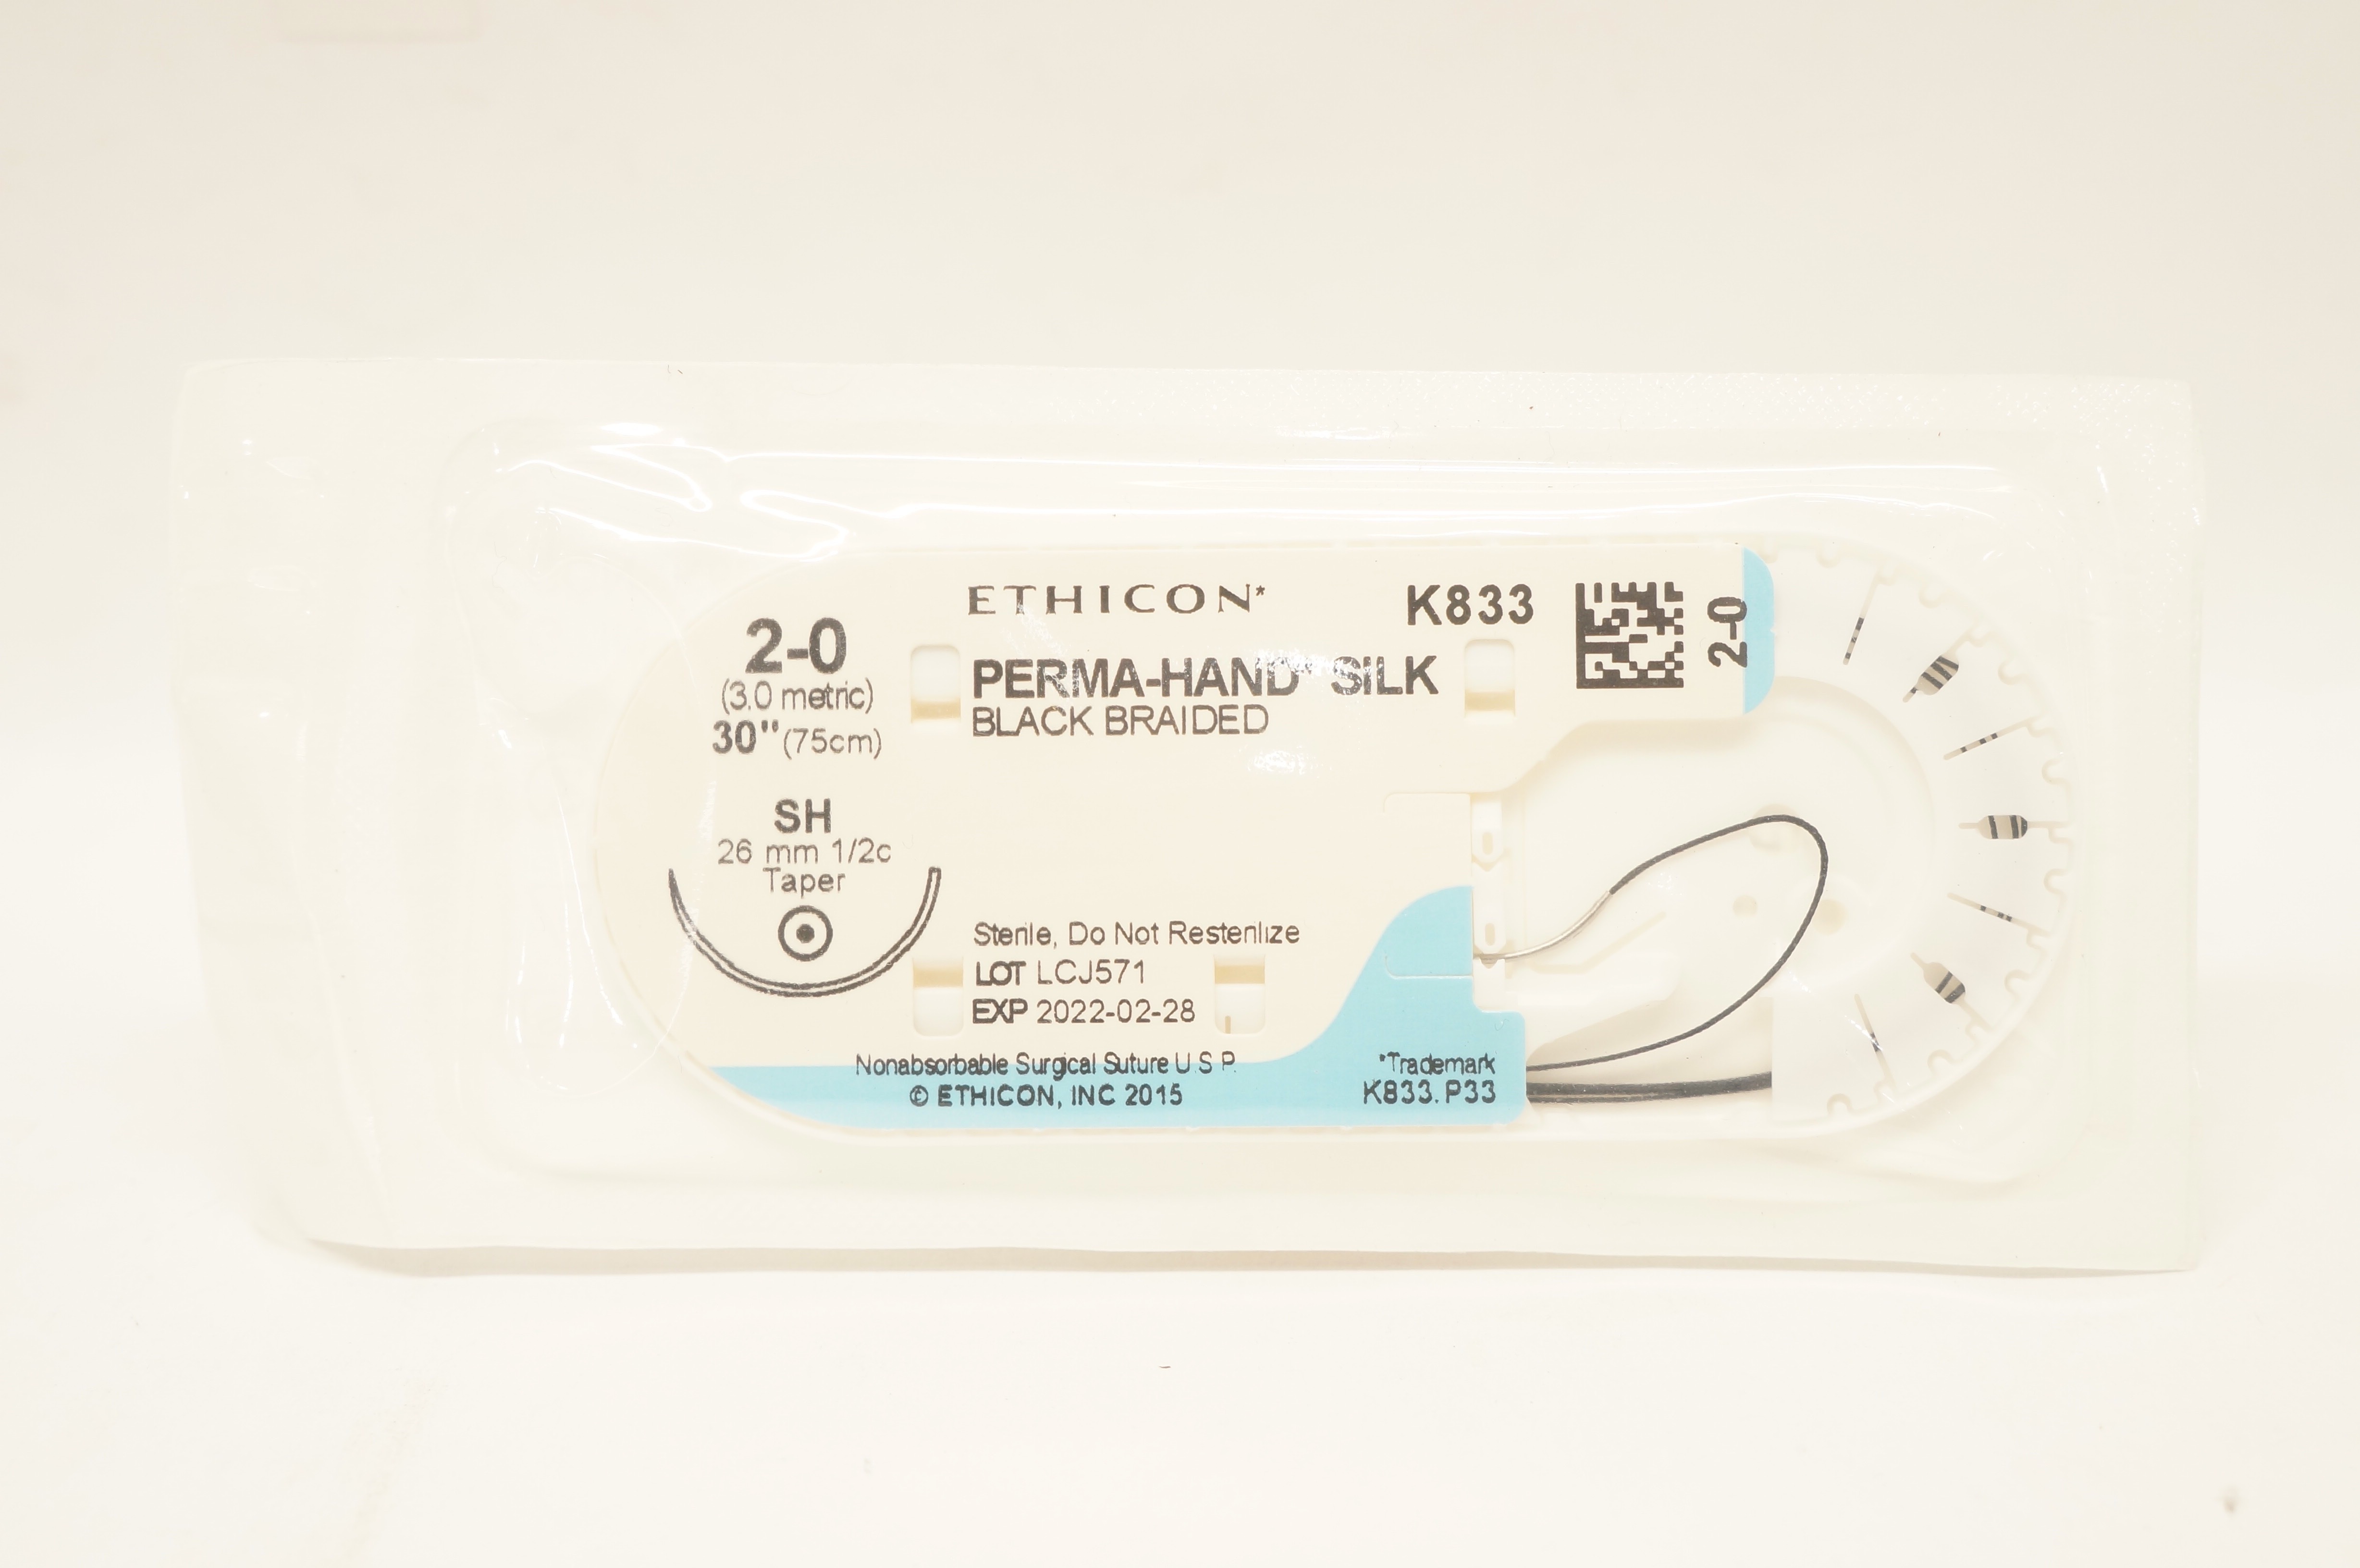 ETHICON*
K833
2-0
2-0
(3.0 metric)
30" (75cm)
PERMA-HAND* SILK
BLACK BRAIDED
SH
26 mm 1/2c
Taper
Sterile, Do Not Resterilize
LOT LCJ571
EXP 2022-02-28
Nonabsorbable Surgical Suture U.S.P.
© ETHICON, INC 2015
*Trademark
K833.P33